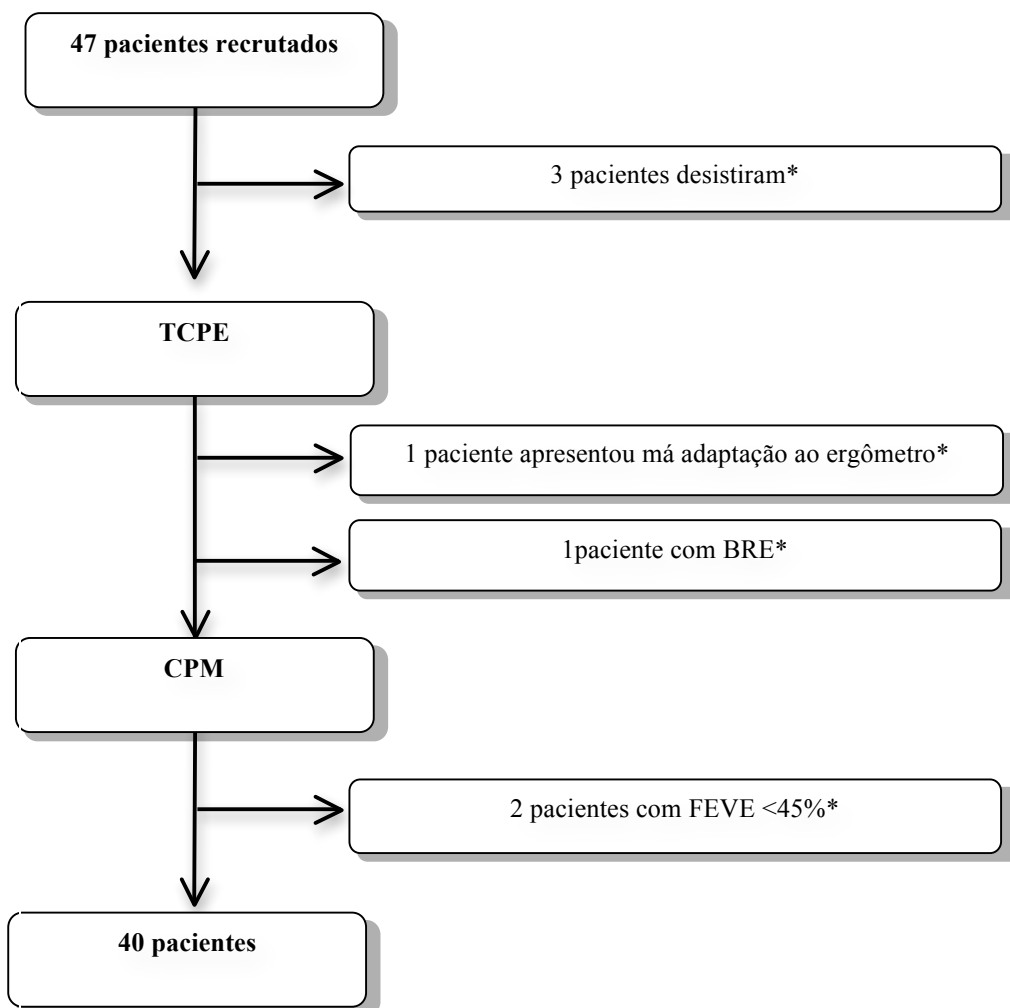 47 pacientes recrutados
3 pacientes desistiram*
TCPE
1 paciente apresentou má adaptação ao ergômetro*
1paciente com BRE*
CPM
2 pacientes com FEVE <45%*
40 pacientes